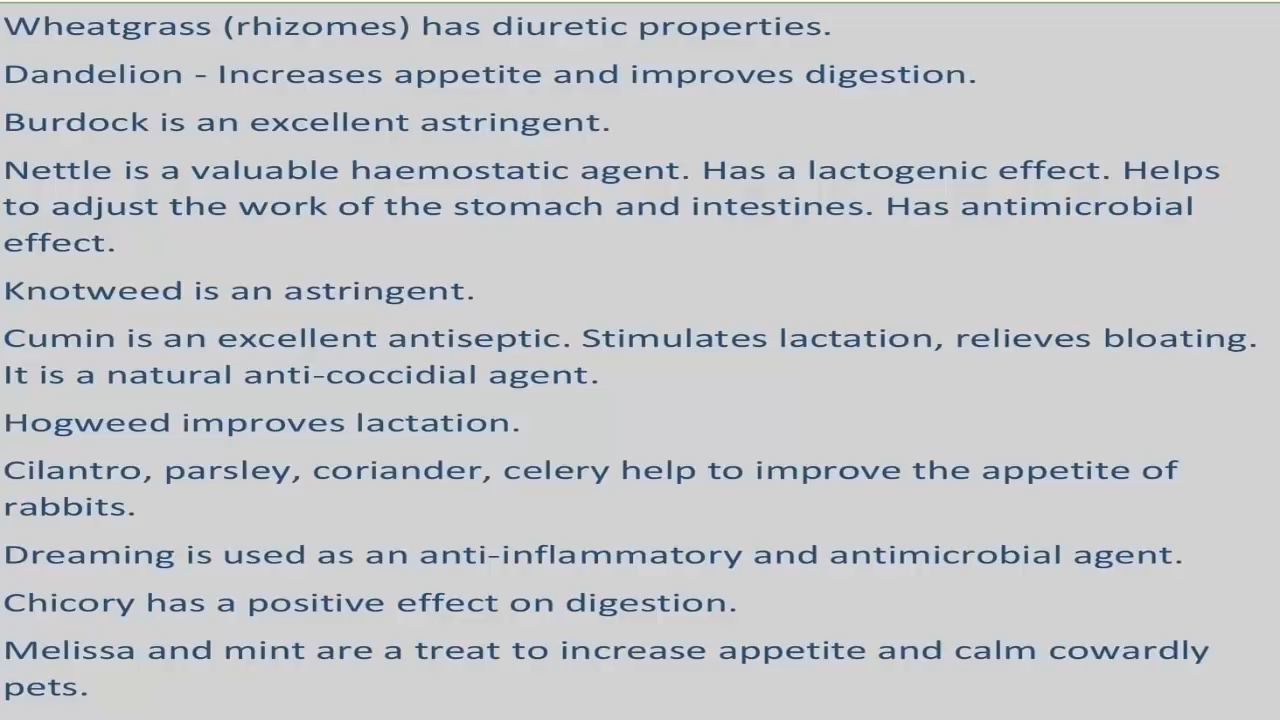 Wheatgrass (rhizomes) has diuretic properties.
Dandelion - Increases appetite and improves digestion.
Burdock is an excellent astringent.
Nettle is a valuable haemostatic agent. Has a lactogenic effect. Helps
to adjust the work of the stomach and intestines. Has antimicrobial
effect.
Knotweed is an astringent.
Cumin is an excellent antiseptic. Stimulates lactation, relieves bloating.
It is a natural anti-coccidial agent.
Hogweed improves lactation.
Cilantro, parsley, coriander, celery help to improve the appetite of
rabbits.
Dreaming is used as an anti-inflammatory and antimicrobial agent.
Chicory has a positive effect on digestion.
Melissa and mint are a treat to increase appetite and calm cowardly
pets.